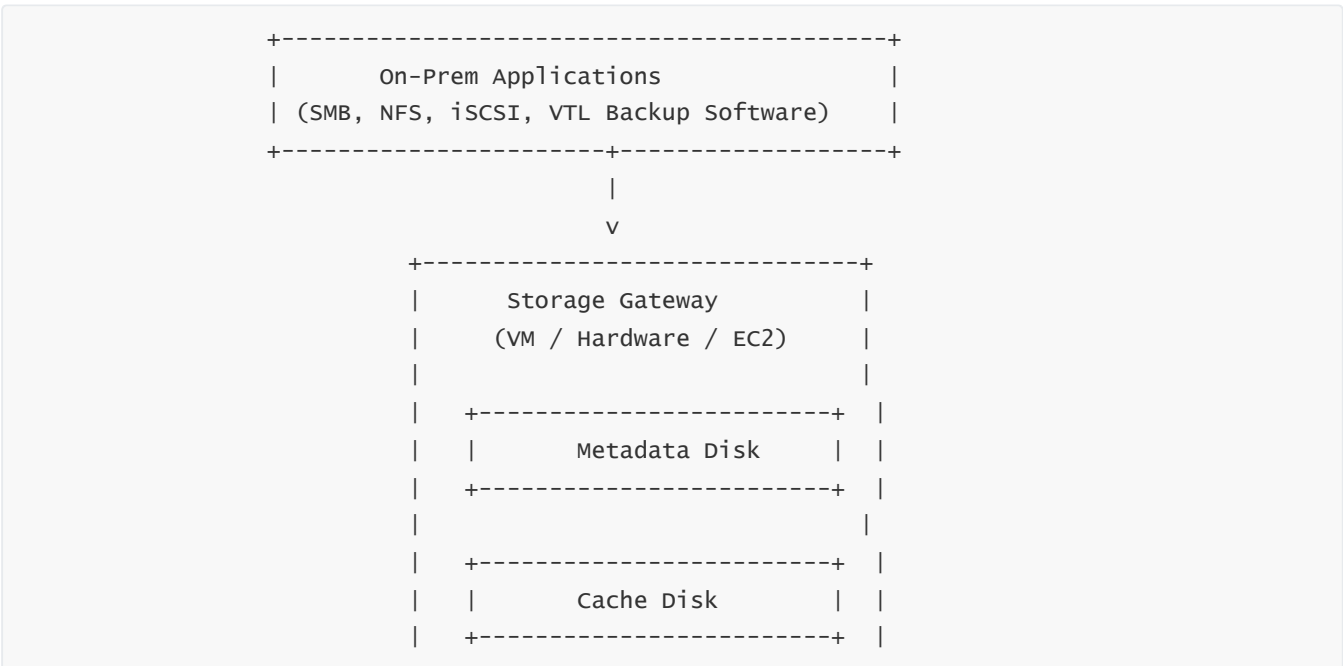 +-------------------------------------------+
|       On-Prem Applications                |
| (SMB, NFS, iSCSI, VTL Backup Software)    |
+-----------------------+-------------------+
                        |
                        v
          +-------------------------------+
          |      Storage Gateway          |
          |     (VM / Hardware / EC2)     |
          |                               |
          |   +-------------------------+  |
          |   |       Metadata Disk     |  |
          |   +-------------------------+  |
          |                               |
          |   +-------------------------+  |
          |   |       Cache Disk        |  |
          |   +-------------------------+  |